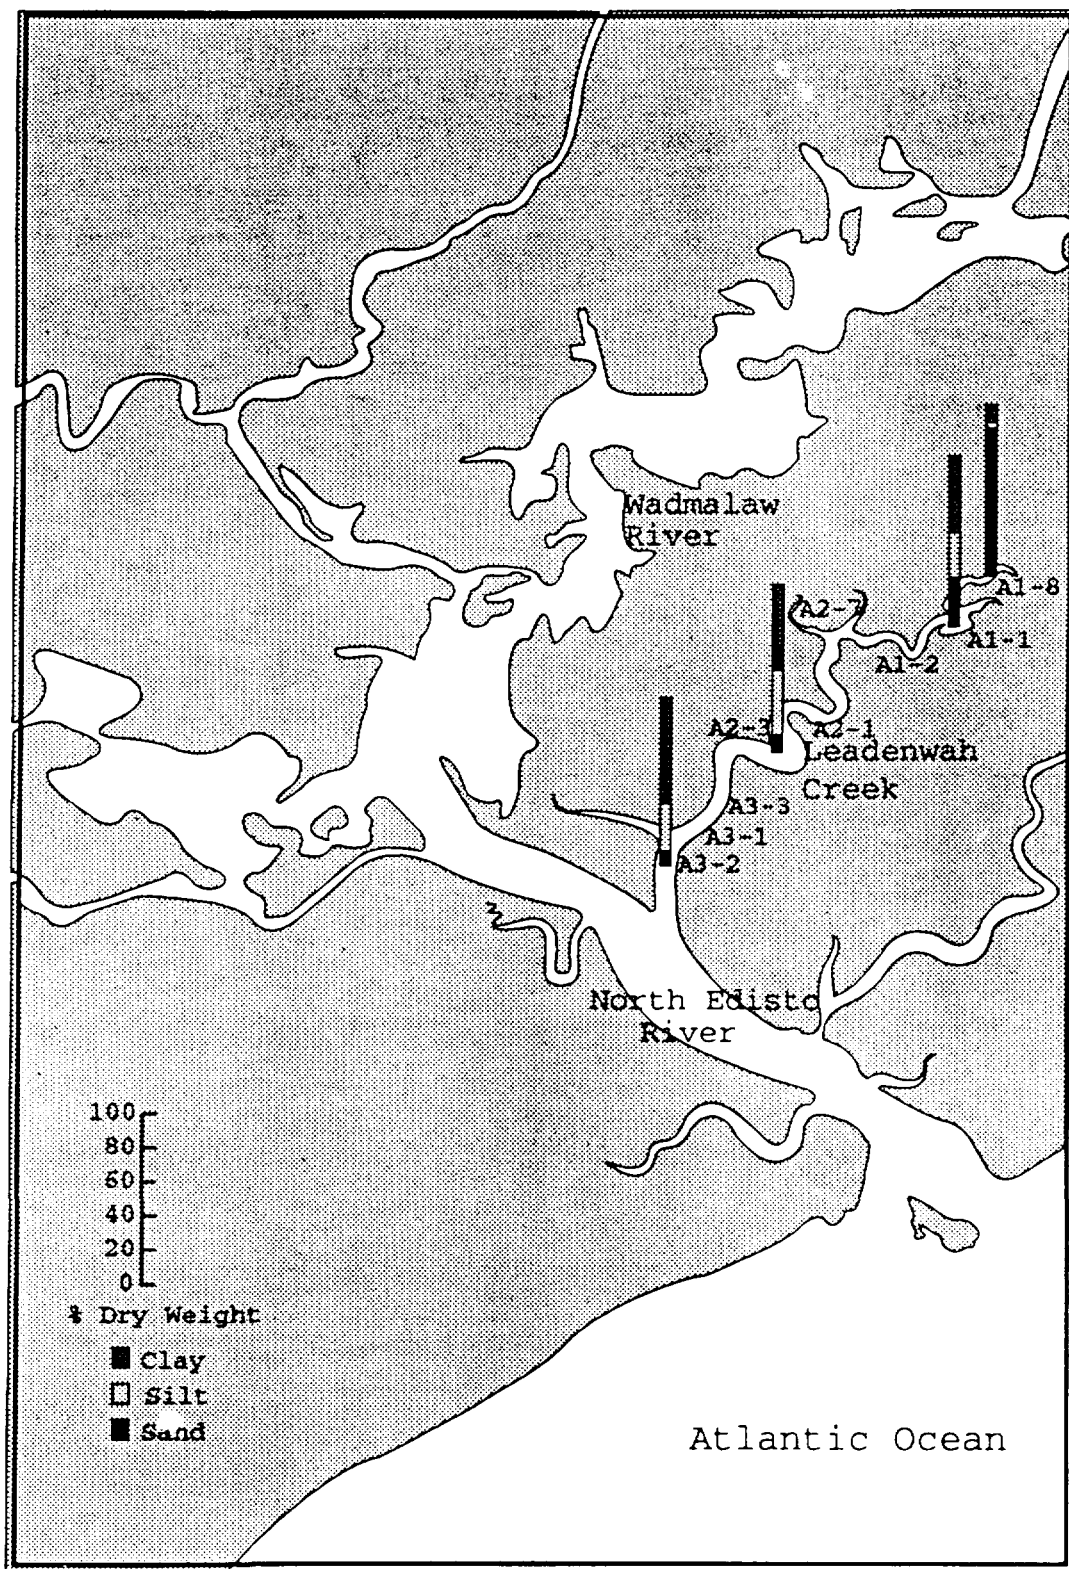 Wadmalaw
River
A1-8
A2-7
A1-1
A1-2
A2-3
A2-1
Leadenwah
Creek
A3-3
A3-1
A3-2
North Edisto
River
100
80
60
40
20
0
% Dry Weight
Clay
Silt
Sand
Atlantic Ocean